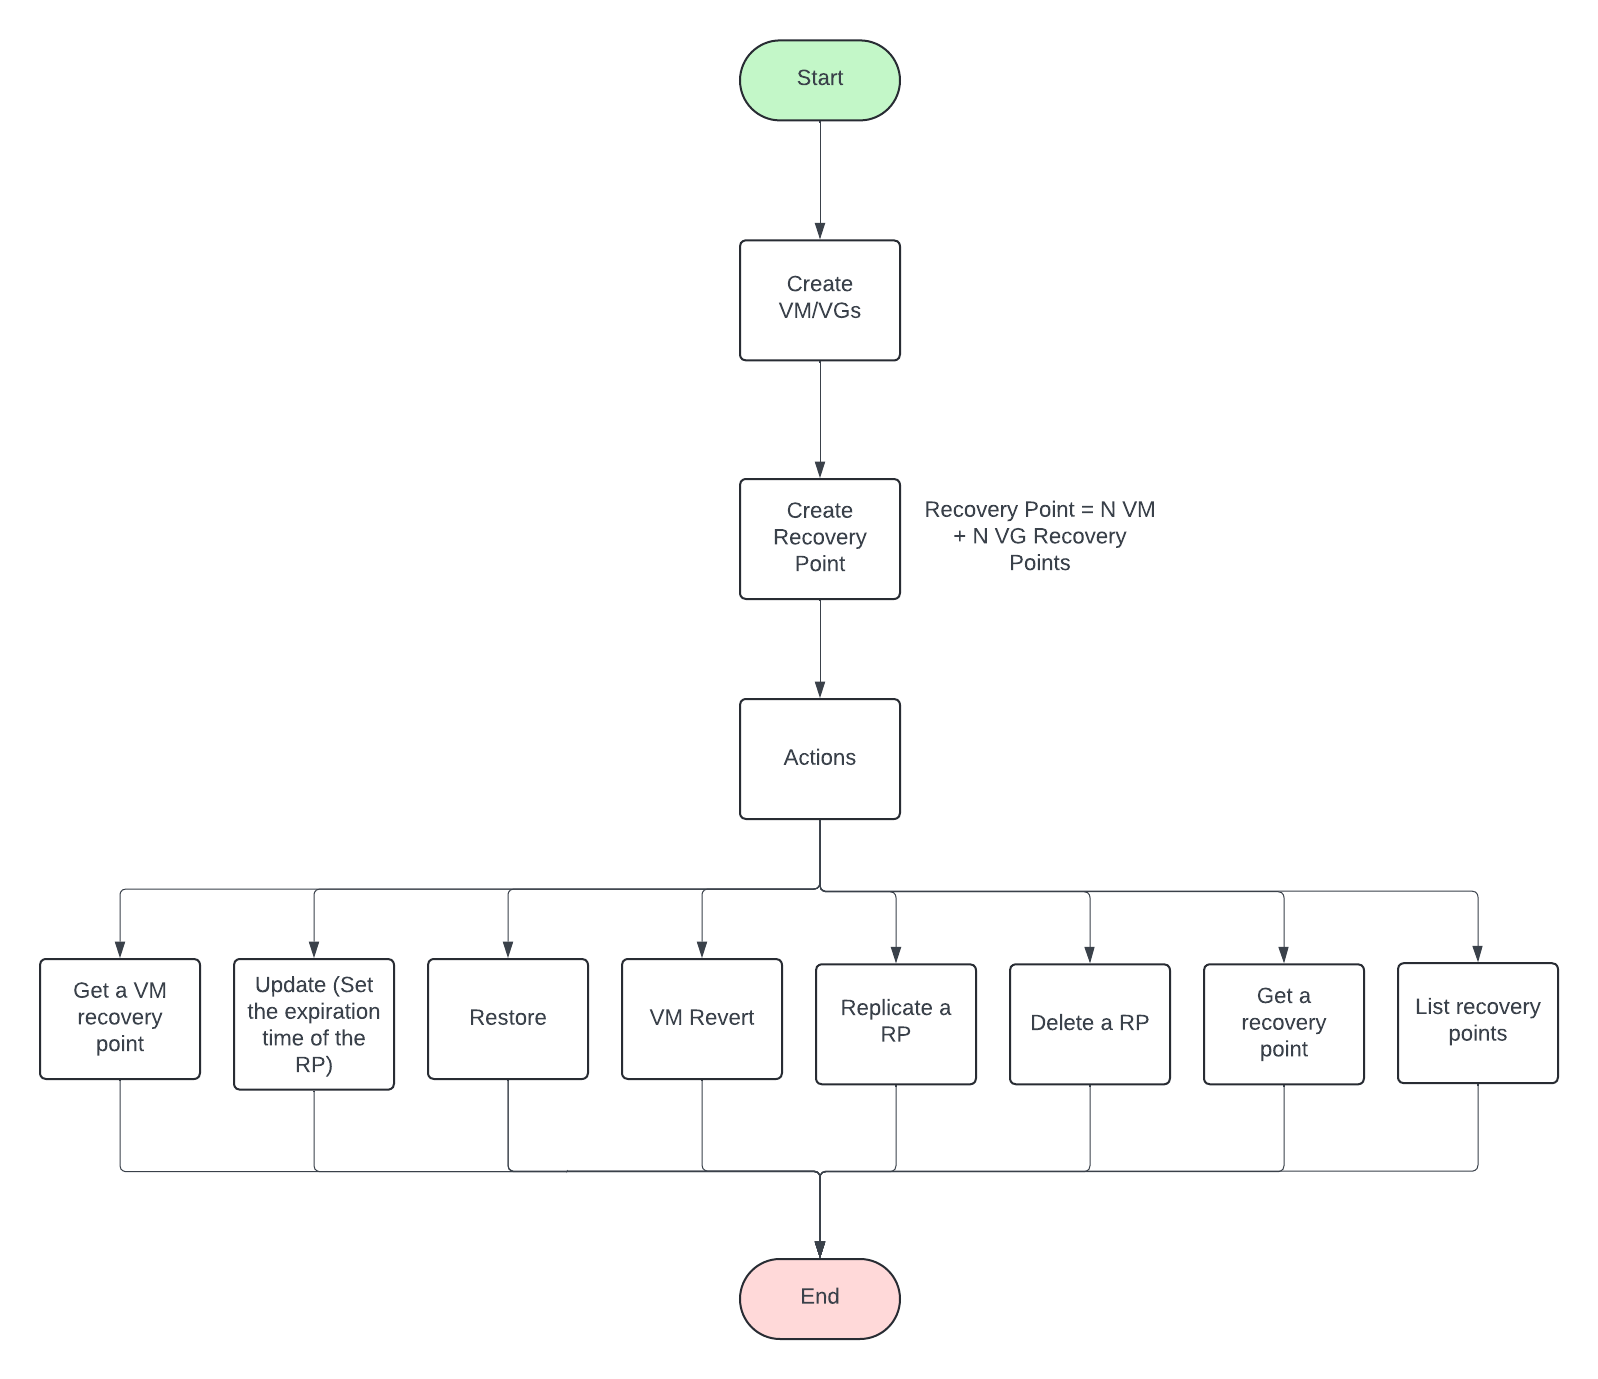 Start
Create
VM/VGs
Create
Recovery
Point
Recovery Point = N VM
+ N VG Recovery
Points
Actions
Get a VM
recovery
point
Update (Set
the expiration
time of the
RP)
Restore
VM Revert
Replicate a
RP
Delete a RP
Get a
recovery
point
List recovery
points
End